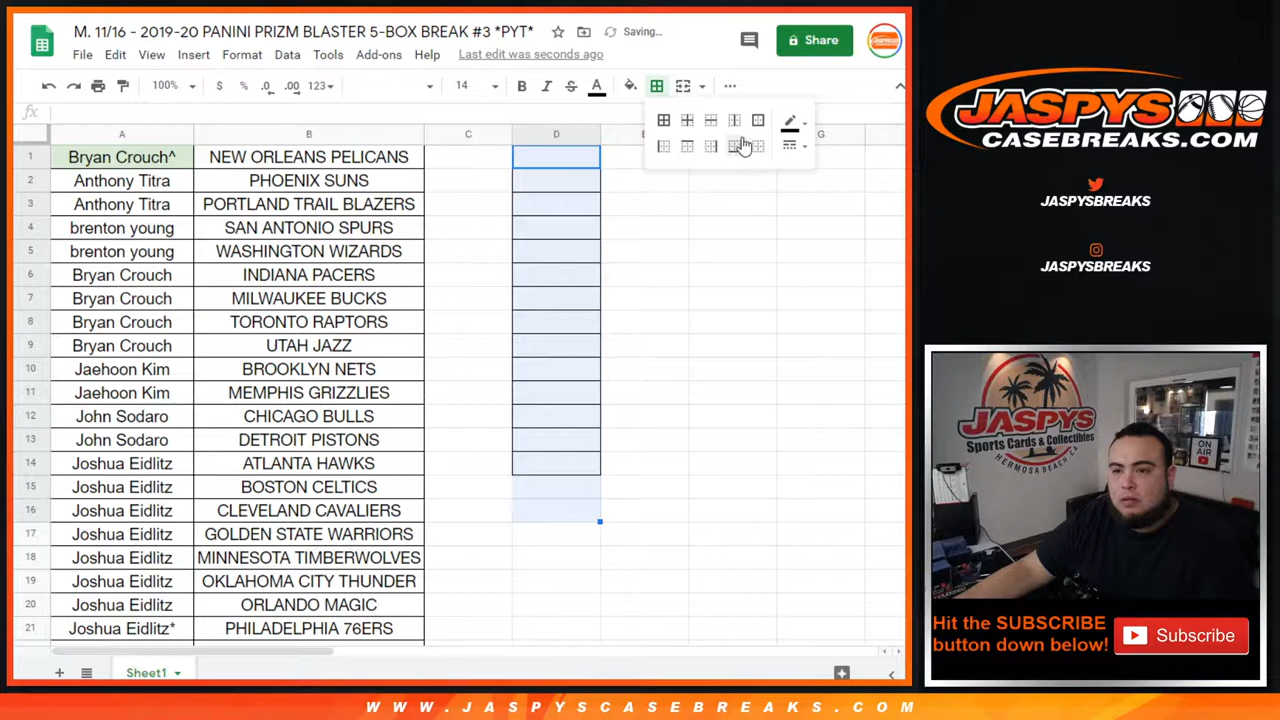 M. 11/16 - 2019-20 PANINI PRIZM BLASTER 5-BOX BREAK #3 *PYT*
Saving...
File Edit View Insert Format Data Tools Add-ons Help Last edit was seconds ago
Share
100% $ % .0 .00 123 14 B I S A
fx
A B C D G
1 Bryan Crouch^ NEW ORLEANS PELICANS
2 Anthony Titra PHOENIX SUNS
3 Anthony Titra PORTLAND TRAIL BLAZERS
4 brenton young SAN ANTONIO SPURS
5 brenton young WASHINGTON WIZARDS
6 Bryan Crouch INDIANA PACERS
7 Bryan Crouch MILWAUKEE BUCKS
8 Bryan Crouch TORONTO RAPTORS
9 Bryan Crouch UTAH JAZZ
10 Jaehoon Kim BROOKLYN NETS
11 Jaehoon Kim MEMPHIS GRIZZLIES
12 John Sodaro CHICAGO BULLS
13 John Sodaro DETROIT PISTONS
14 Joshua Eidlitz ATLANTA HAWKS
15 Joshua Eidlitz BOSTON CELTICS
16 Joshua Eidlitz CLEVELAND CAVALIERS
17 Joshua Eidlitz GOLDEN STATE WARRIORS
18 Joshua Eidlitz MINNESOTA TIMBERWOLVES
19 Joshua Eidlitz OKLAHOMA CITY THUNDER
20 Joshua Eidlitz ORLANDO MAGIC
21 Joshua Eidlitz* PHILADELPHIA 76ERS
Sheet1
JASPYS
CASEBREAKS.COM
JASPYSBREAKS
JASPYSBREAKS
JASPYS
Sports Cards & Collectibles
HERMOSA BEACH CA
ON
AIR
Hit the SUBSCRIBE
button down below!
Subscribe
WWW.JASPYSCASEBREAKS.COM